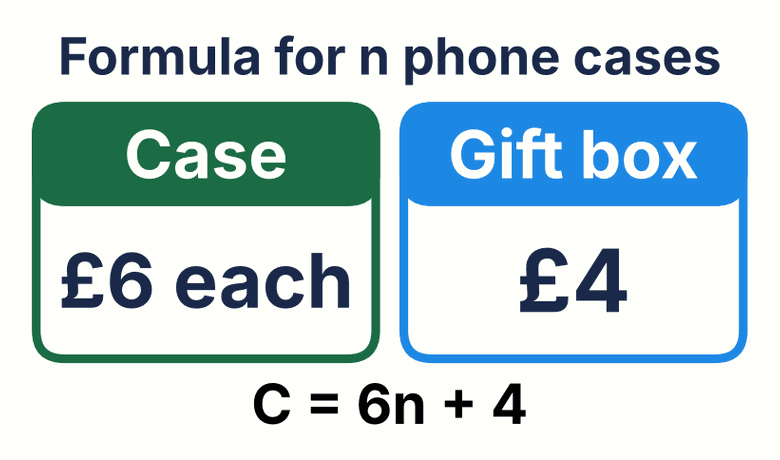 Formula for n phone cases
Case
Gift box
£6 each
£4
C = 6n + 4